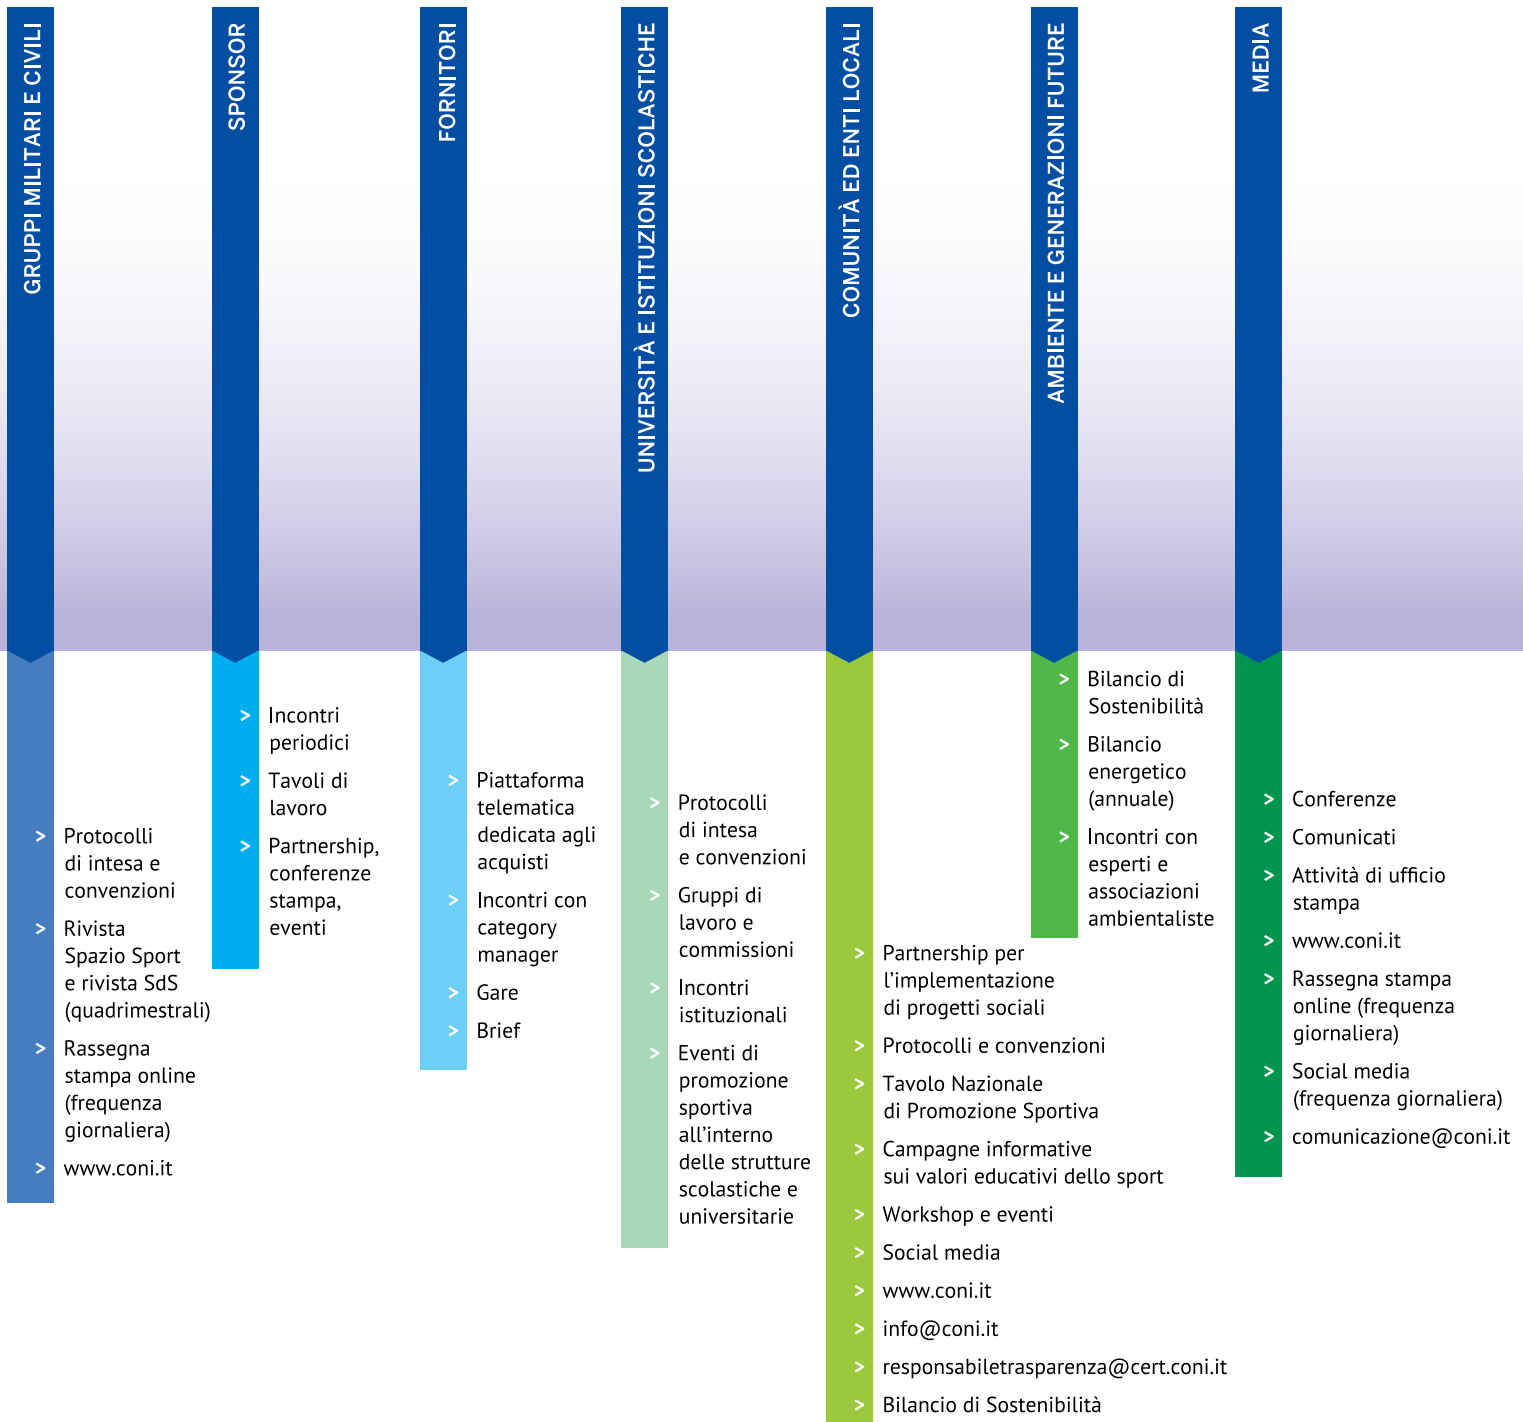 GRUPPI MILITARI E CIVILI
> Protocolli
di intesa e
convenzioni
> Rivista
Spazio Sport
e rivista SdS
(quadrimestrali)
> Rassegna
stampa online
(frequenza
giornaliera)
> www.coni.it
SPONSOR
> Incontri
periodici
> Tavoli di
lavoro
> Partnership,
conferenze
stampa,
eventi
FORNITORI
> Piattaforma
telematica
dedicata agli
acquisti
> Incontri con
category
manager
> Gare
> Brief
UNIVERSITÀ E ISTITUZIONI SCOLASTICHE
> Protocolli
di intesa
e convenzioni
> Gruppi di
lavoro e
commissioni
> Incontri
istituzionali
> Eventi di
promozione
sportiva
all’interno
delle strutture
scolastiche e
universitarie
COMUNITÀ ED ENTI LOCALI
> Partnership per
l’implementazione
di progetti sociali
> Protocolli e convenzioni
> Tavolo Nazionale
di Promozione Sportiva
> Campagne informative
sui valori educativi dello sport
> Workshop e eventi
> Social media
> www.coni.it
> info@coni.it
> responsabiletrasparenza@cert.coni.it
> Bilancio di Sostenibilità
AMBIENTE E GENERAZIONI FUTURE
> Bilancio di
Sostenibilità
> Bilancio
energetico
(annuale)
> Incontri con
esperti e
associazioni
ambientaliste
MEDIA
> Conferenze
> Comunicati
> Attività di ufficio
stampa
> www.coni.it
> Rassegna stampa
online (frequenza
giornaliera)
> Social media
(frequenza giornaliera)
> comunicazione@coni.it